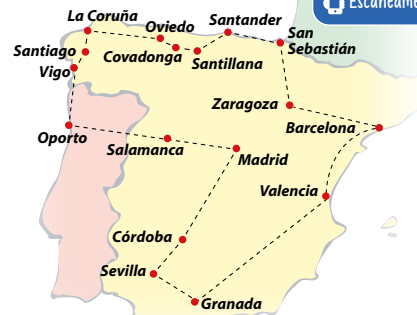 Escanéame
La Coruña
Oviedo
Santander
San
Sebastián
Santiago
Covadonga
Santillana
Vigo
Zaragoza
Barcelona
Oporto
Salamanca
Madrid
Valencia
Córdoba
Sevilla
Granada